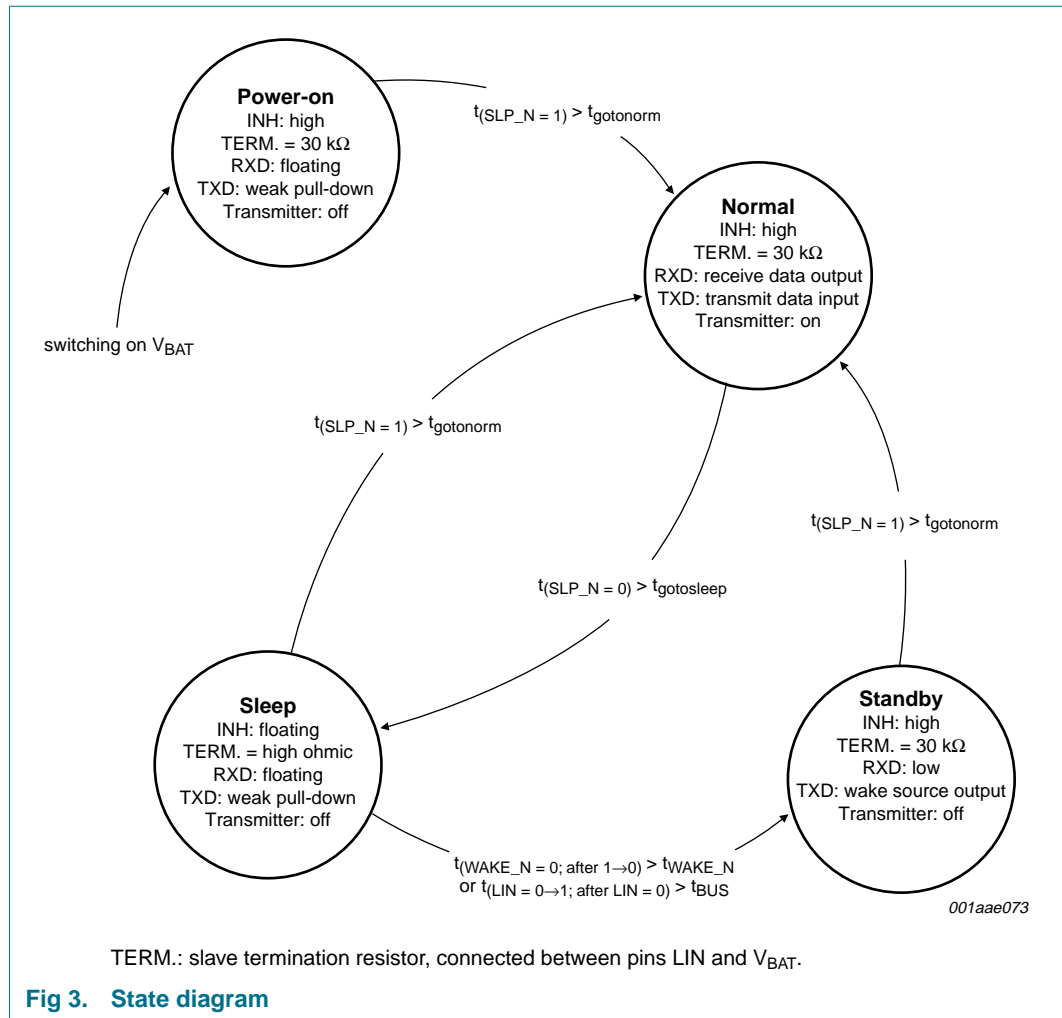 Power-on
INH: high
TERM. = 30 kΩ
RXD: floating
TXD: weak pull-down
Transmitter: off
t(SLP_N = 1) > tgotonorm
Normal
INH: high
TERM. = 30 kΩ
RXD: receive data output
TXD: transmit data input
Transmitter: on
switching on VBAT
t(SLP_N = 1) > tgotonorm
t(SLP_N = 1) > tgotonorm
t(SLP_N = 0) > tgotosleep
Sleep
INH: floating
TERM. = high ohmic
RXD: floating
TXD: weak pull-down
Transmitter: off
Standby
INH: high
TERM. = 30 kΩ
RXD: low
TXD: wake source output
Transmitter: off
t(WAKE_N = 0; after 1→0) > tWAKE_N
or t(LIN = 0→1; after LIN = 0) > tBUS
001aae073
TERM.: slave termination resistor, connected between pins LIN and VBAT.
Fig 3. State diagram